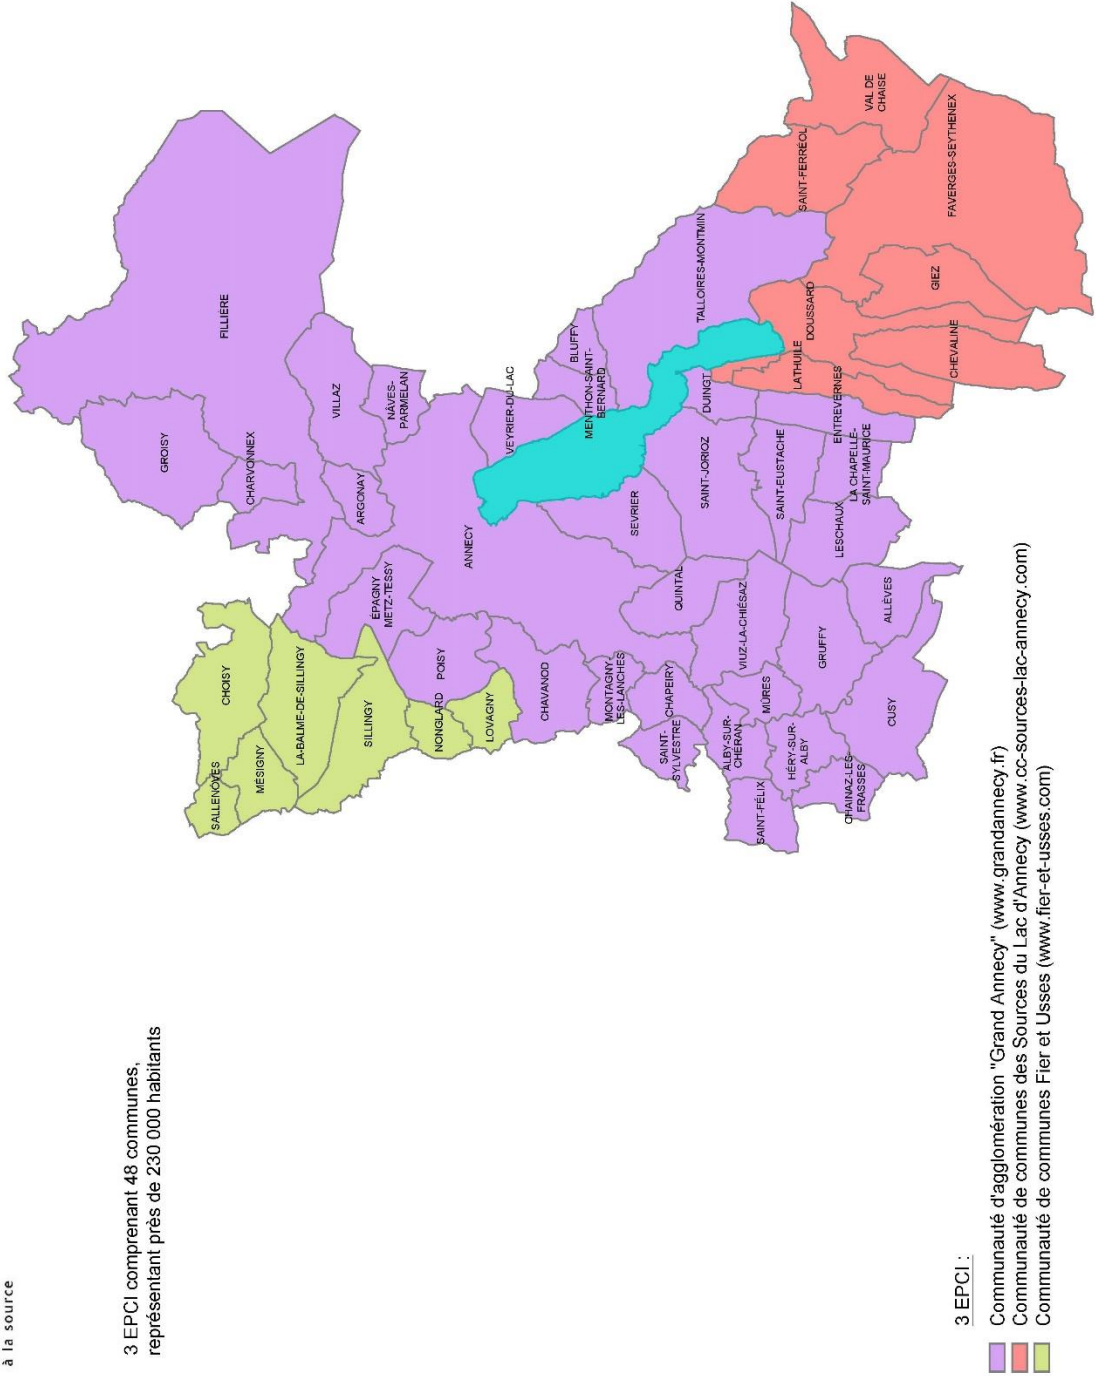 à la source
3 EPCI comprenant 48 communes,
représentant près de 230 000 habitants
FILLIÈRE
GROISY
CHARVONNEX
VILLAZ
NÂVES-
PARMELAN
ARGONAY
ANNECY
VEYRIER-DU-LAC
BLUFFY
MENTHON-SAINT-
BERNARD
TALLOIRES-MONTMIN
ÉPAGNY
METZ-TESSY
POISY
CHOISY
LA-BALME-DE-SILLINGY
SILLINGY
MÉSIGNY
SALLENÔVES
NONGLARD
LOVAGNY
CHAVANOD
MONTAGNY
LES-LANCHES
CHAPEIRY
SAINT-
SYLVESTRE
SEVRIER
QUINTAL
SAINT-JORIOZ
DUINGT
SAINT-EUSTACHE
LA CHAPELLE-
SAINT-MAURICE
LESCHAUX
ENTREVERNES
VIUZ-LA-CHIÉSAZ
GRUFFY
ALLÈVES
MÛRES
ALBY-SUR-
CHÉRAN
HÉRY-SUR-
ALBY
CUSY
SAINT-FÉLIX
CHAINAZ-LES-
FRASSES
LATHUILE
DOUSSARD
CHEVALINE
GIEZ
FAVERGES-SEYTHENEX
SAINT-FERRÉOL
VAL DE
CHAISE
3 EPCI :
Communauté d'agglomération "Grand Annecy" (www.grandannecy.fr)
Communauté de communes des Sources du Lac d'Annecy (www.cc-sources-lac-annecy.com)
Communauté de communes Fier et Usses (www.fier-et-usses.com)